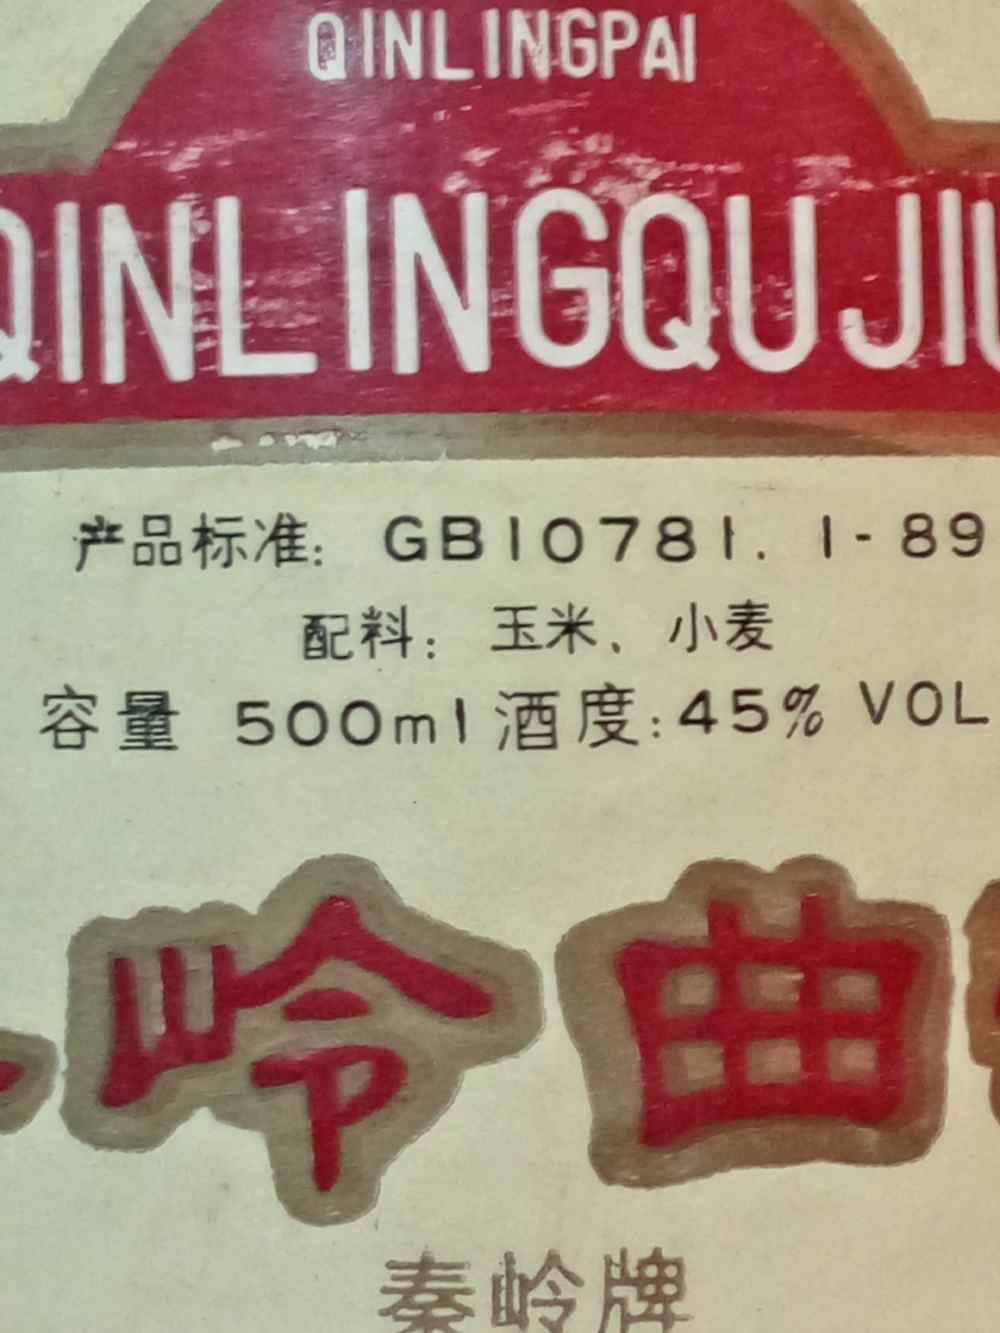 QINLINGPAI
QINLINGQUJIU
产品标准: GB10781. 1-89
配料: 玉米、小麦
容量 500ml 酒度:45% VOL
岭曲
秦岭牌